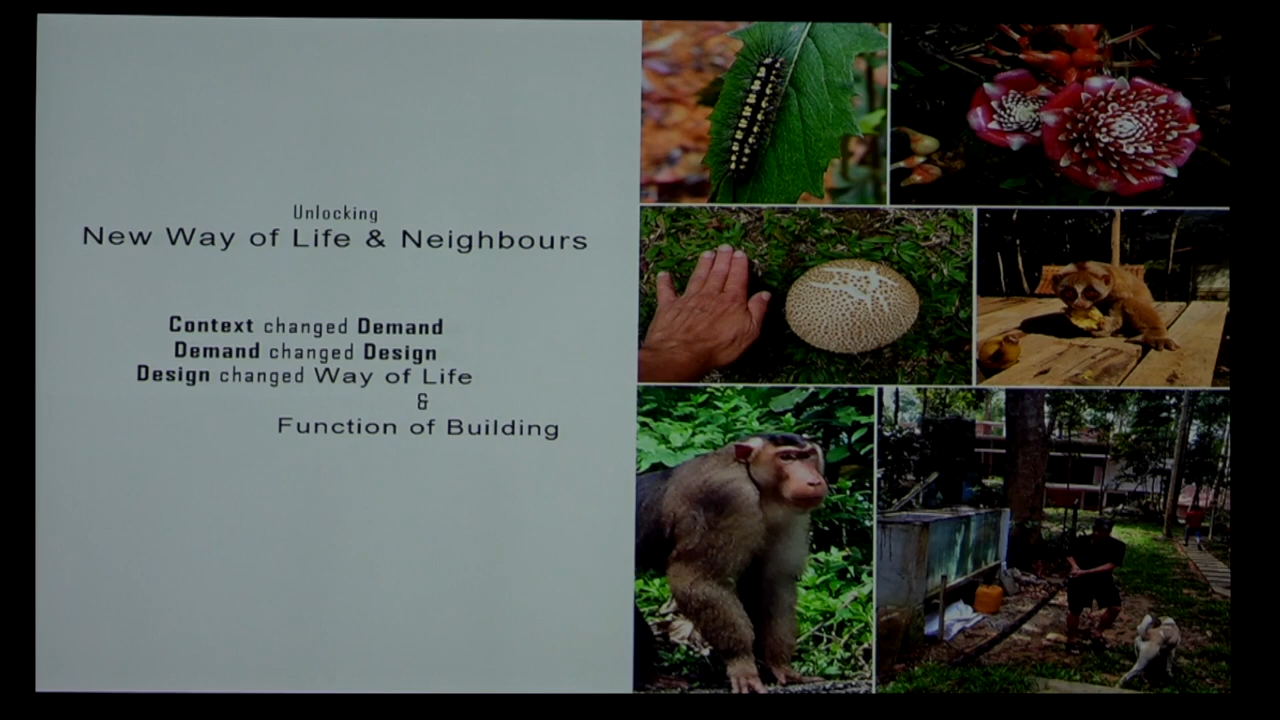 Unlocking
New Way of Life & Neighbours
Context changed Demand
Demand changed Design
Design changed Way of Life
&
Function of Building